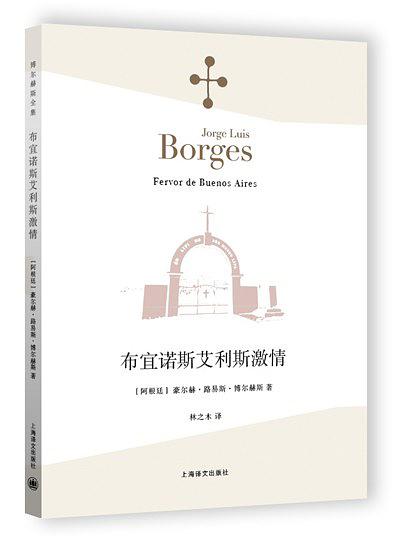 博尔赫斯全集
布宜诺斯艾利斯激情
[阿根廷] 豪尔赫·路易斯·博尔赫斯 著
上海译文出版社
Jorge Luis
Borges
Fervor de Buenos Aires
布宜诺斯艾利斯激情
[阿根廷] 豪尔赫·路易斯·博尔赫斯 著
林之木 译
上海译文出版社